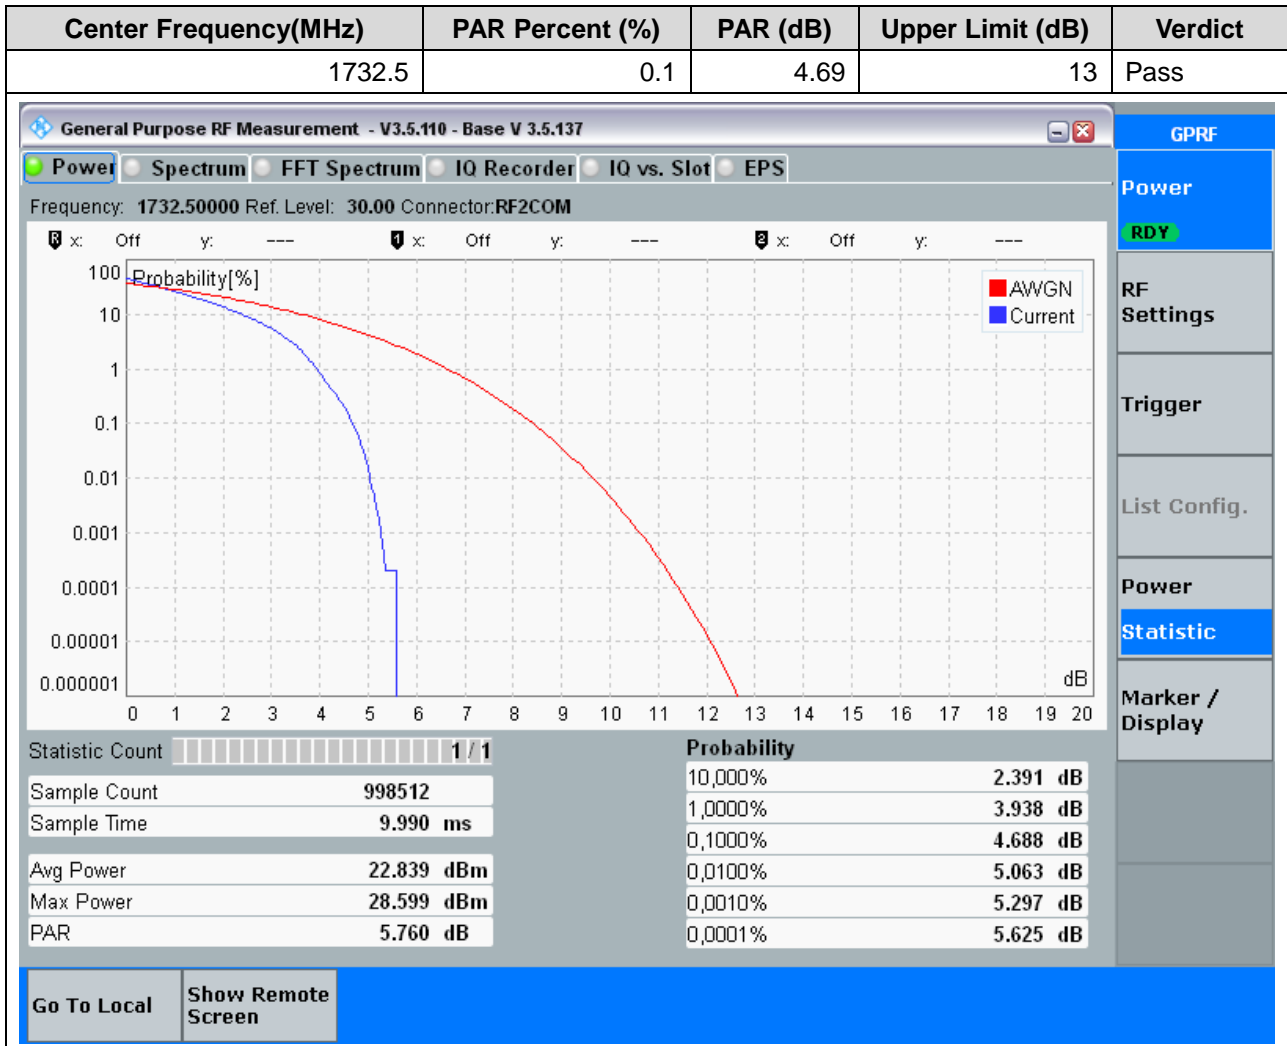 Center Frequency(MHz) PAR Percent (%) PAR (dB) Upper Limit (dB) Verdict
1732.5 0.1 4.69 13 Pass
General Purpose RF Measurement - V3.5.110 - Base V 3.5.137
GPRF
Power Spectrum FFT Spectrum IQ Recorder IQ vs. Slot EPS
Power
RDY
Frequency: 1732.50000 Ref. Level: 30.00 Connector:RF2COM
R x: Off y: --- 1 x: Off y: --- 2 x: Off y: ---
Probability[%]
AWGN
Current
100
10
1
0.1
0.01
0.001
0.0001
0.00001
0.000001
dB
0 1 2 3 4 5 6 7 8 9 10 11 12 13 14 15 16 17 18 19 20
RF
Settings
Trigger
List Config.
Power
Statistic
Marker /
Display
Statistic Count 1 / 1
Sample Count 998512
Sample Time 9.990 ms
Avg Power 22.839 dBm
Max Power 28.599 dBm
PAR 5.760 dB
Probability
10,000% 2.391 dB
1,0000% 3.938 dB
0,1000% 4.688 dB
0,0100% 5.063 dB
0,0010% 5.297 dB
0,0001% 5.625 dB
Go To Local
Show Remote
Screen